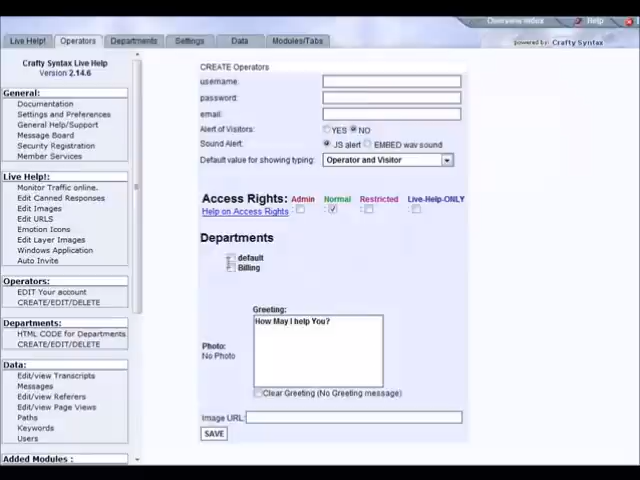 Overview Index
Help
Live Help!
Operators
Departments
Settings
Data
Modules/Tabs
powered by: Crafty Syntax
Crafty Syntax Live Help
Version 2.14.6
General:
Documentation
Settings and Preferences
General Help/Support
Message Board
Security Registration
Member Services
Live Help!:
Monitor Traffic online.
Edit Canned Responses
Edit Images
Edit URLS
Emotion Icons
Edit Layer Images
Windows Application
Auto Invite
Operators:
EDIT Your account
CREATE/EDIT/DELETE
Departments:
HTML CODE for Departments
CREATE/EDIT/DELETE
Data:
Edit/view Transcripts
Messages
Edit/view Referers
Edit/view Page Views
Paths
Keywords
Users
Added Modules :
CREATE Operators
username:
password:
email:
Alert of Visitors: YES NO
Sound Alert: JS alert EMBED wav sound
Default value for showing typing: Operator and Visitor
Access Rights: Admin Normal Restricted Live-Help-ONLY
Help on Access Rights
Departments
default
Billing
Greeting:
How May I help You?
Photo:
No Photo
Clear Greeting (No Greeting message)
Image URL:
SAVE